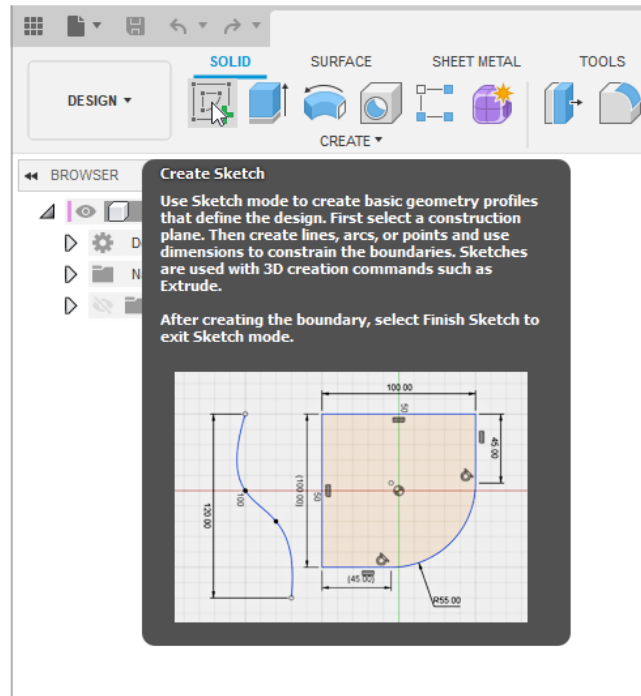 SOLID SURFACE SHEET METAL TOOLS
DESIGN
CREATE
BROWSER
Create Sketch
Use Sketch mode to create basic geometry profiles
that define the design. First select a construction
plane. Then create lines, arcs, or points and use
dimensions to constrain the boundaries. Sketches
are used with 3D creation commands such as
Extrude.
After creating the boundary, select Finish Sketch to
exit Sketch mode.
100.00
50
45.00
120.00
100
(100.00)
50
(45.00)
R55.00